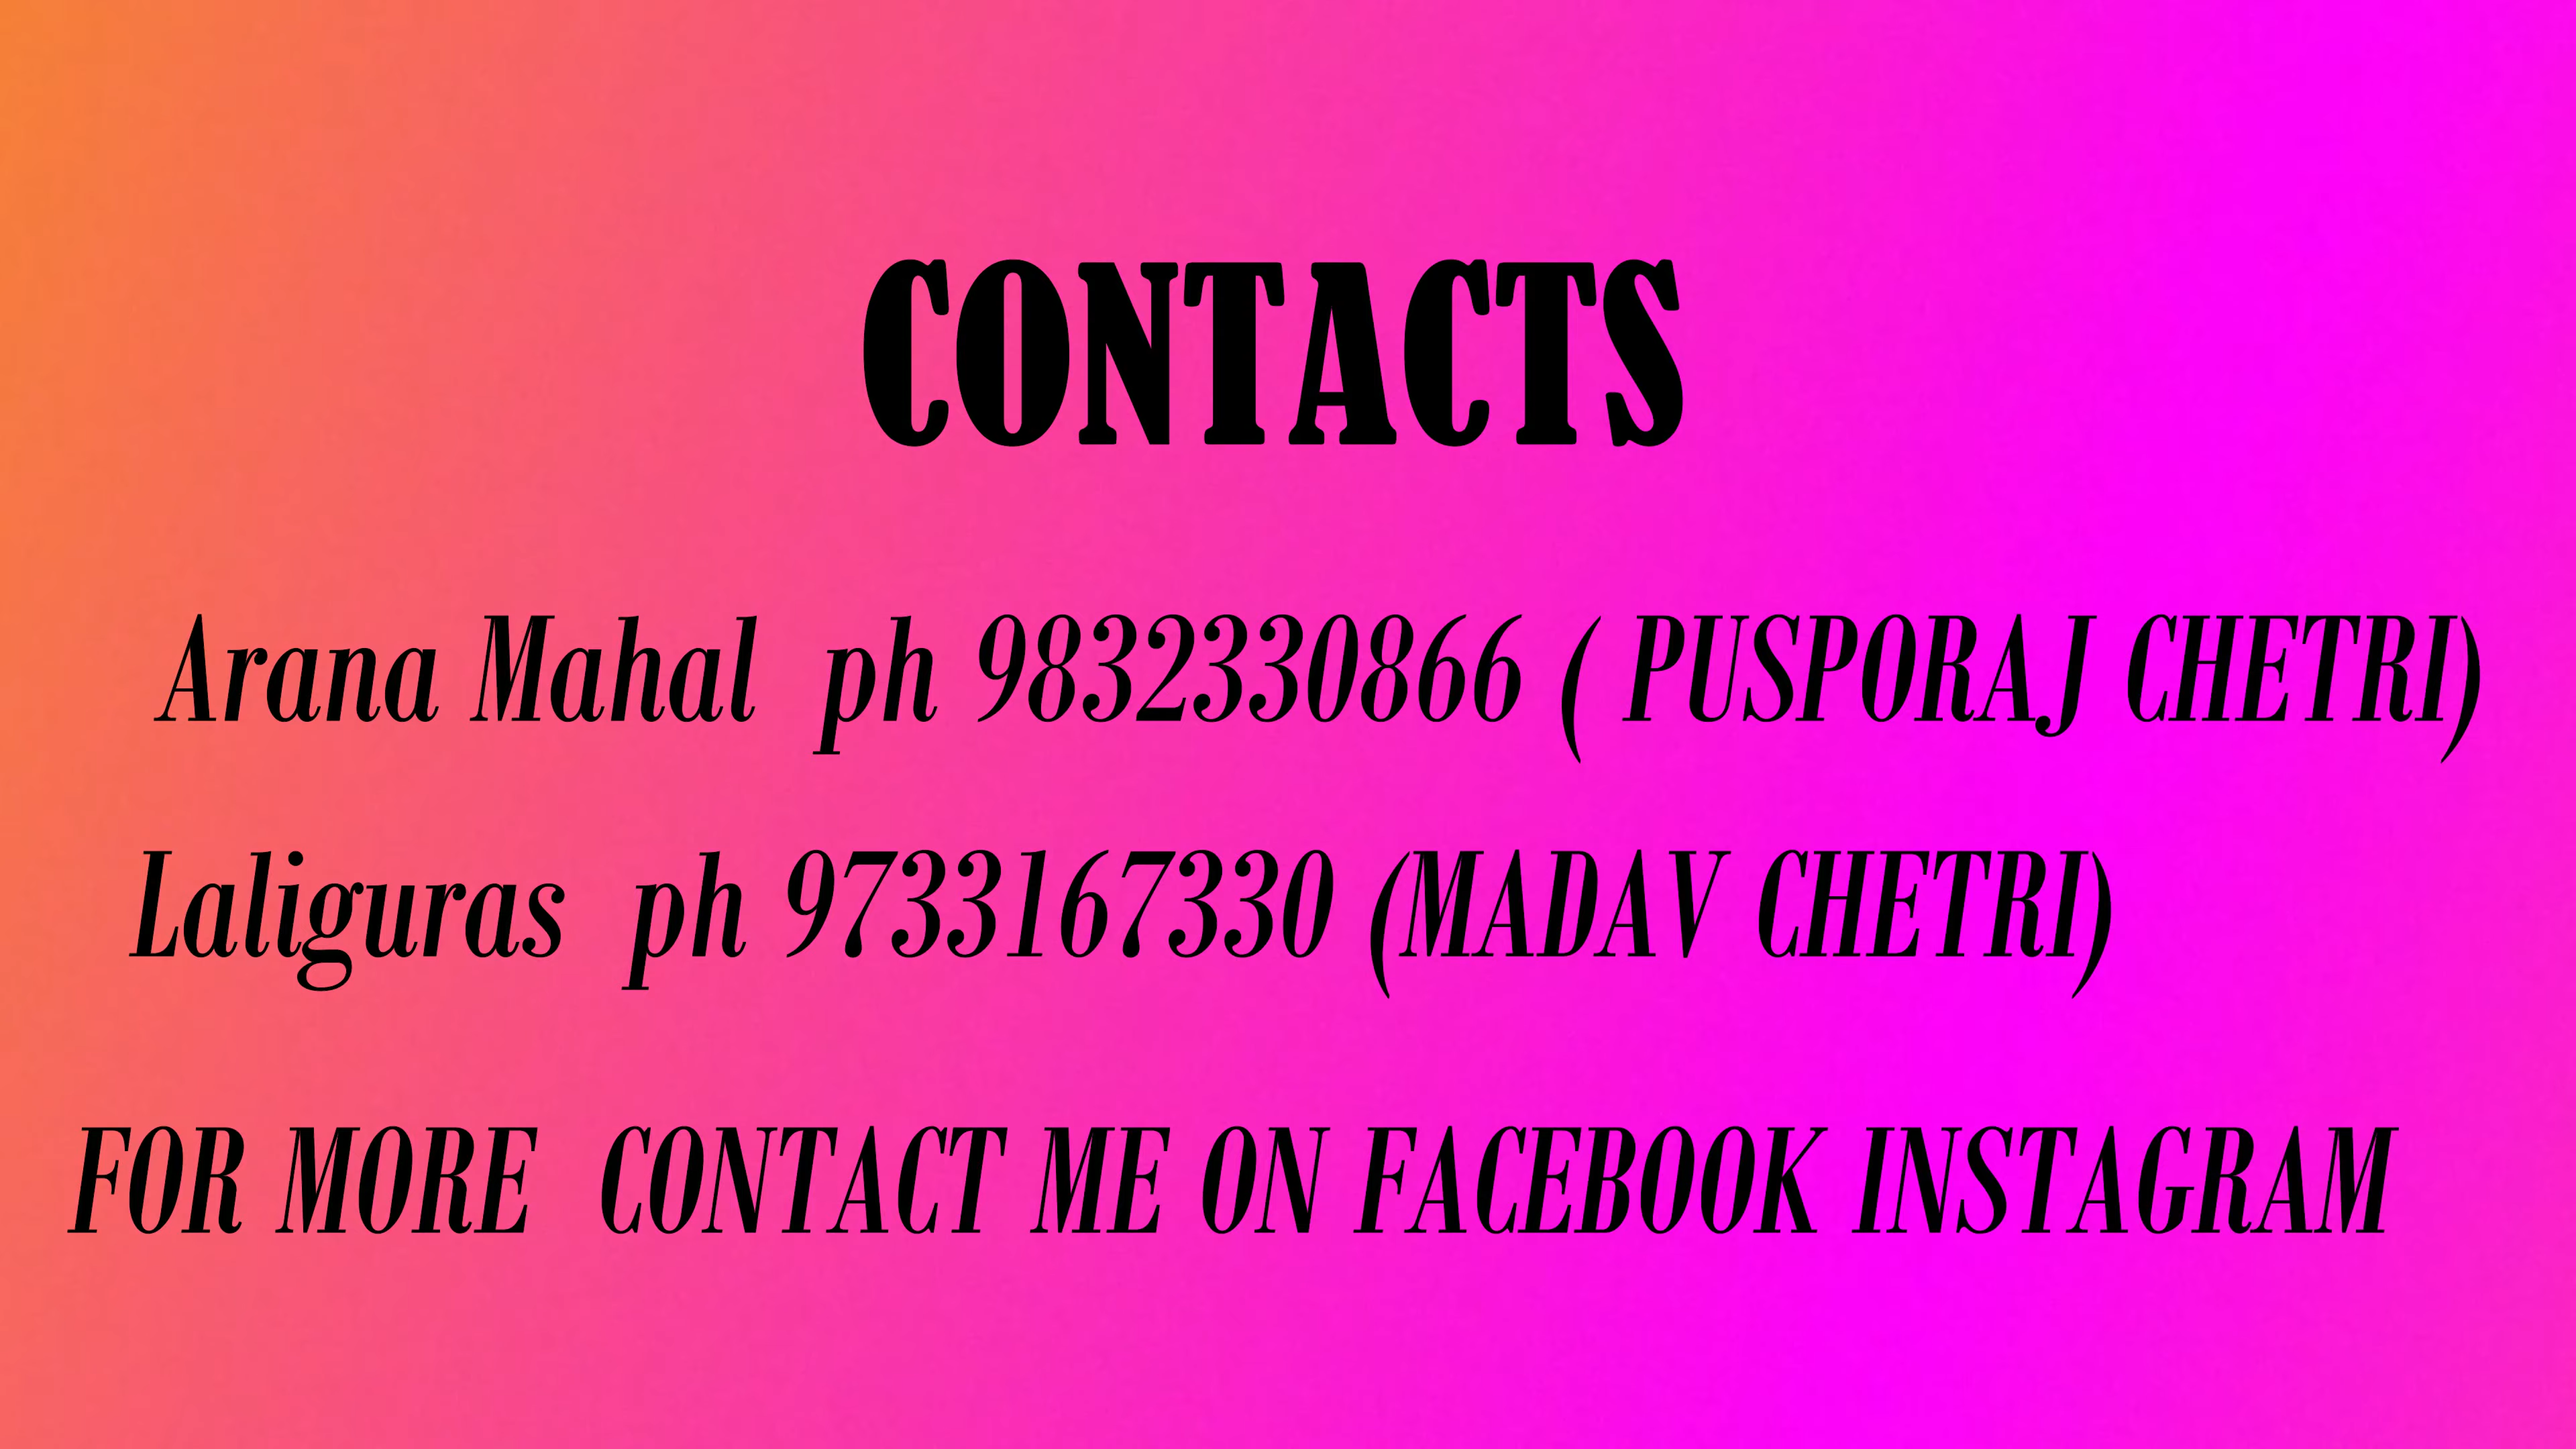 CONTACTS
Arana Mahal ph 9832330866 ( PUSPORAJ CHETRI)
Laliguras ph 9733167330 (MADAV CHETRI)
FOR MORE CONTACT ME ON FACEBOOK INSTAGRAM